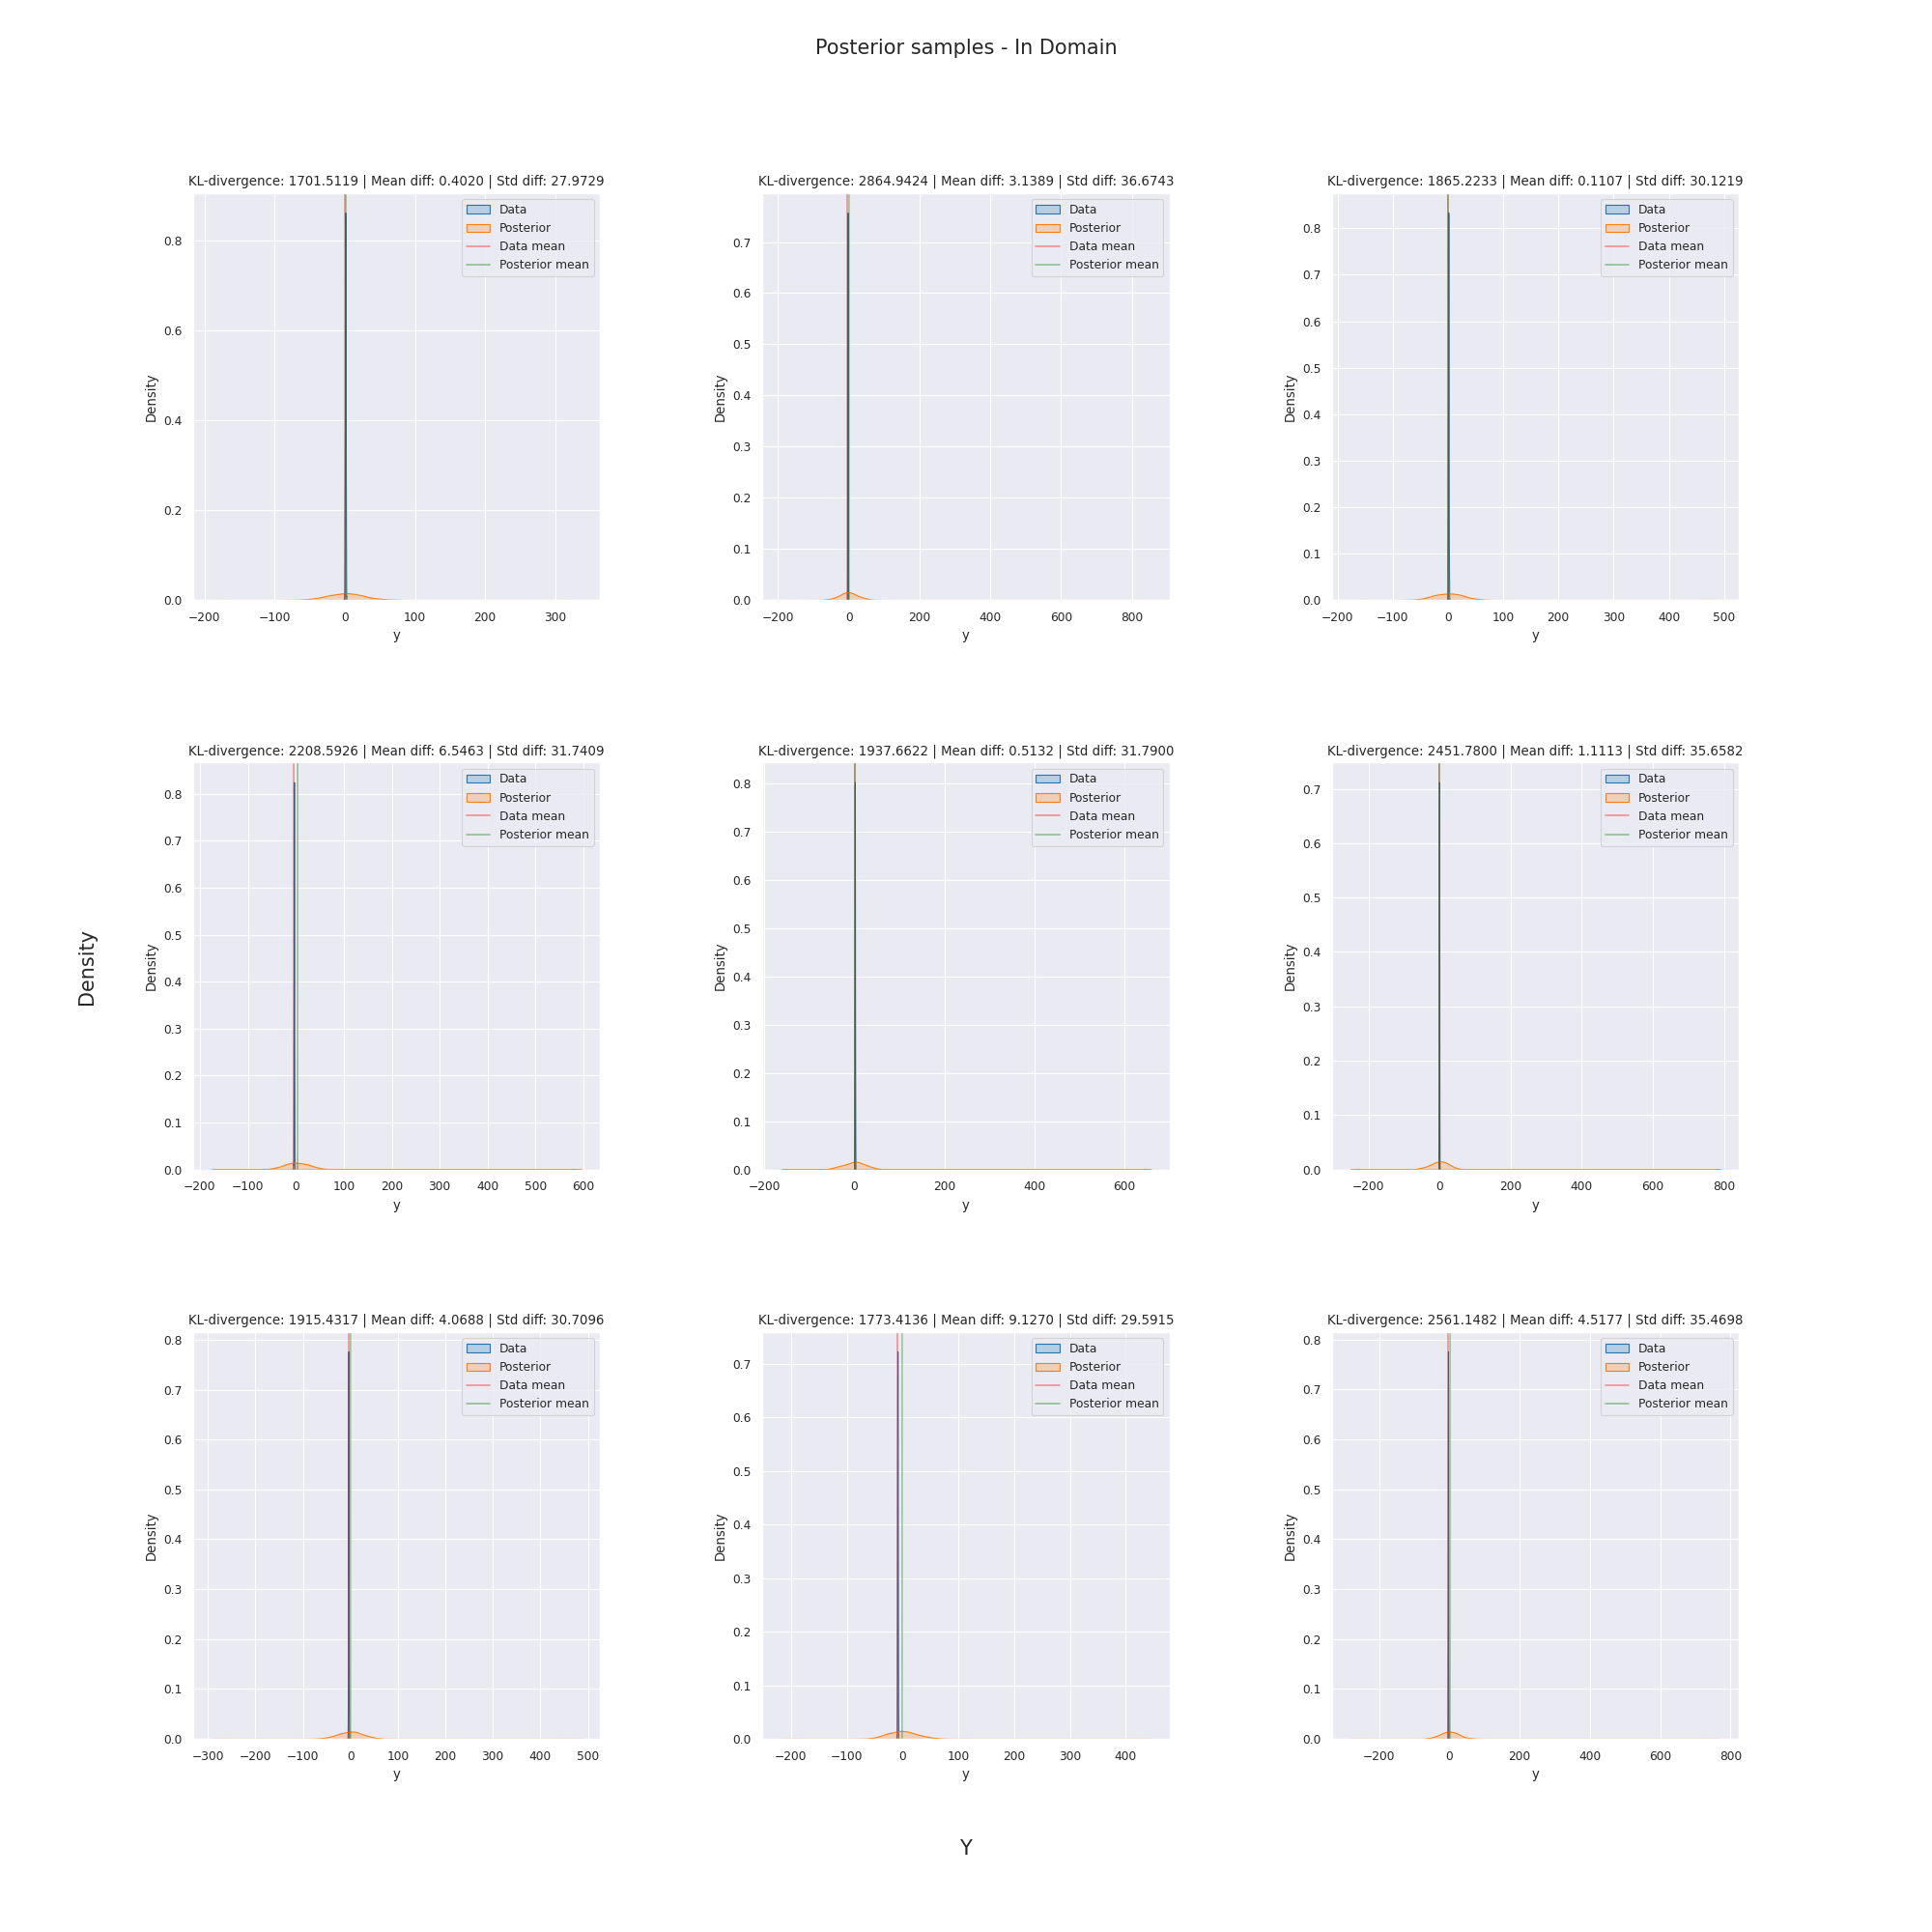 Posterior samples - In Domain
KL-divergence: 1701.5119 | Mean diff: 0.4020 | Std diff: 27.9729
Data
Posterior
Data mean
Posterior mean
Density
0.8
0.6
0.4
0.2
0.0
−200 −100 0 100 200 300
y
KL-divergence: 2864.9424 | Mean diff: 3.1389 | Std diff: 36.6743
Data
Posterior
Data mean
Posterior mean
Density
0.7
0.6
0.5
0.4
0.3
0.2
0.1
0.0
−200 0 200 400 600 800
y
KL-divergence: 1865.2233 | Mean diff: 0.1107 | Std diff: 30.1219
Data
Posterior
Data mean
Posterior mean
Density
0.8
0.7
0.6
0.5
0.4
0.3
0.2
0.1
0.0
−200 −100 0 100 200 300 400 500
y
Density
KL-divergence: 2208.5926 | Mean diff: 6.5463 | Std diff: 31.7409
Data
Posterior
Data mean
Posterior mean
Density
0.8
0.7
0.6
0.5
0.4
0.3
0.2
0.1
0.0
−200 −100 0 100 200 300 400 500 600
y
KL-divergence: 1937.6622 | Mean diff: 0.5132 | Std diff: 31.7900
Data
Posterior
Data mean
Posterior mean
Density
0.8
0.7
0.6
0.5
0.4
0.3
0.2
0.1
0.0
−200 0 200 400 600
y
KL-divergence: 2451.7800 | Mean diff: 1.1113 | Std diff: 35.6582
Data
Posterior
Data mean
Posterior mean
Density
0.7
0.6
0.5
0.4
0.3
0.2
0.1
0.0
−200 0 200 400 600 800
y
KL-divergence: 1915.4317 | Mean diff: 4.0688 | Std diff: 30.7096
Data
Posterior
Data mean
Posterior mean
Density
0.8
0.7
0.6
0.5
0.4
0.3
0.2
0.1
0.0
−300 −200 −100 0 100 200 300 400 500
y
KL-divergence: 1773.4136 | Mean diff: 9.1270 | Std diff: 29.5915
Data
Posterior
Data mean
Posterior mean
Density
0.7
0.6
0.5
0.4
0.3
0.2
0.1
0.0
−200 −100 0 100 200 300 400
y
KL-divergence: 2561.1482 | Mean diff: 4.5177 | Std diff: 35.4698
Data
Posterior
Data mean
Posterior mean
Density
0.8
0.7
0.6
0.5
0.4
0.3
0.2
0.1
0.0
−200 0 200 400 600 800
y
Y